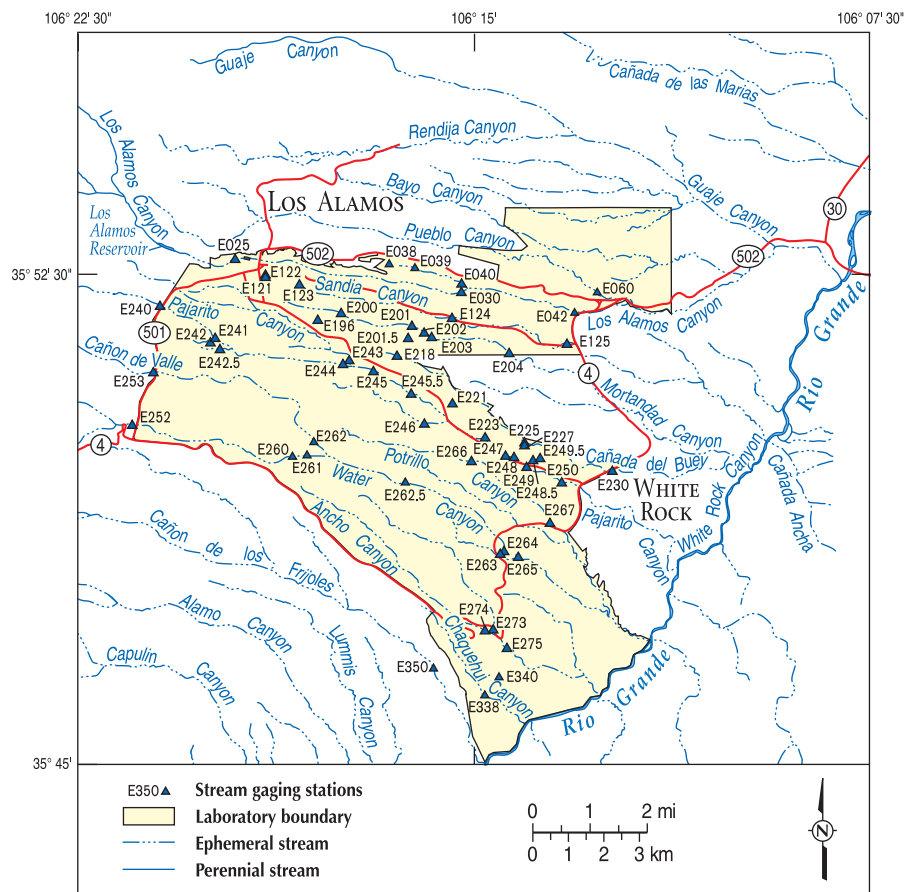 106° 22' 30"
106° 15'
106° 07' 30"
Guaje Canyon
Cañada de las Marias
Los Alamos Canyon
Rendija Canyon
Bayo Canyon
Guaje Canyon
30
LOS ALAMOS
Los
Alamos
Reservoir
Pueblo Canyon
E025
502
E038
E039
502
35° 52' 30"
E122
E121
E123
Sandia Canyon
E040
E030
E060
E240
Pajarito Canyon
E200
E196
E201
E124
E042
Los Alamos Canyon
Rio Grande
501
E242
E241
E242.5
E201.5
E202
E203
E218
E204
E125
Cañon de Valle
E253
E243
E244
E245
E245.5
4
Mortandad Canyon
E252
E221
E246
4
E262
E260
E261
E223
E225
E227
E247
E249.5
E266
E248
E249
E250
E248.5
Cañada del Buey
E230
Potrillo Canyon
Water Canyon
E262.5
WHITE
ROCK
White Rock Canyon
Cañada Ancha
E267
Pajarito Canyon
Ancho Canyon
E264
E263
E265
Cañon de los Frijoles
Alamo Canyon
Lummis Canyon
Capulin Canyon
E274
E273
E275
Chaquehui Canyon
E350
E340
E338
Rio Grande
35° 45'
E350 Stream gaging stations
Laboratory boundary
Ephemeral stream
Perennial stream
0 1 2 mi
0 1 2 3 km
N